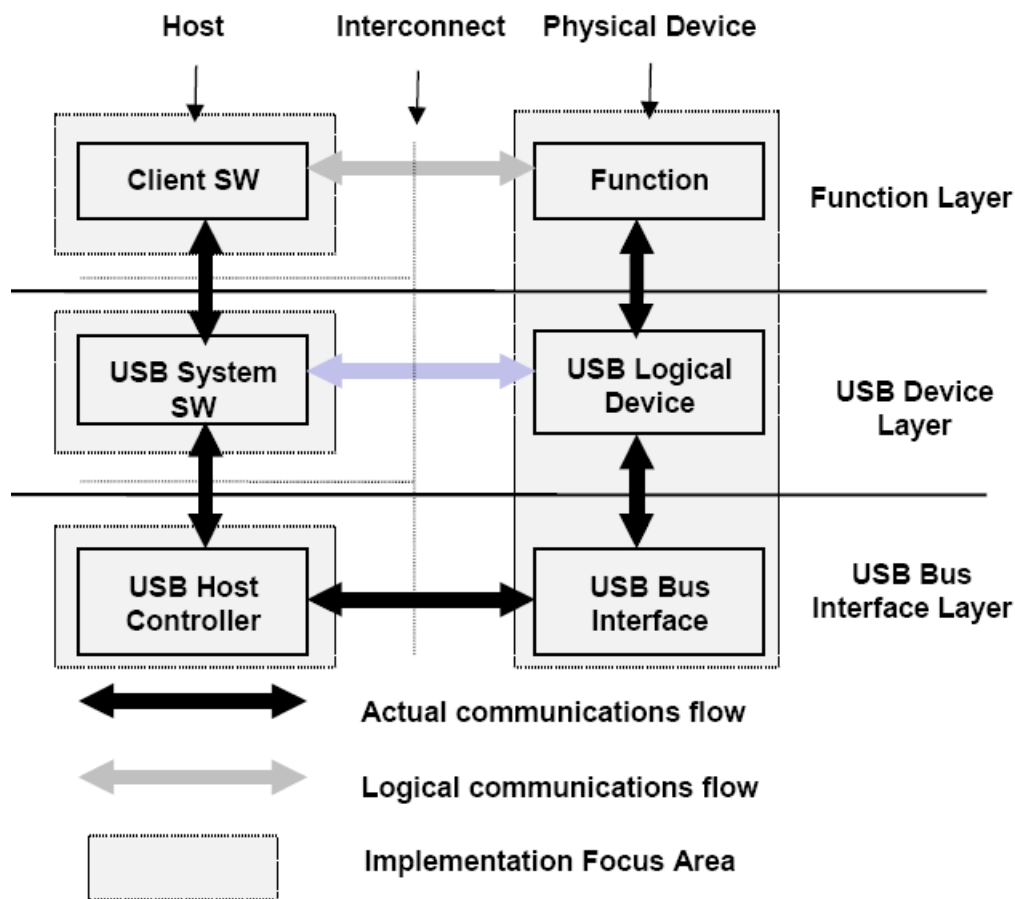 Host
Interconnect
Physical Device
Client SW
Function
Function Layer
USB System
SW
USB Logical
Device
USB Device
Layer
USB Host
Controller
USB Bus
Interface
USB Bus
Interface Layer
Actual communications flow
Logical communications flow
Implementation Focus Area